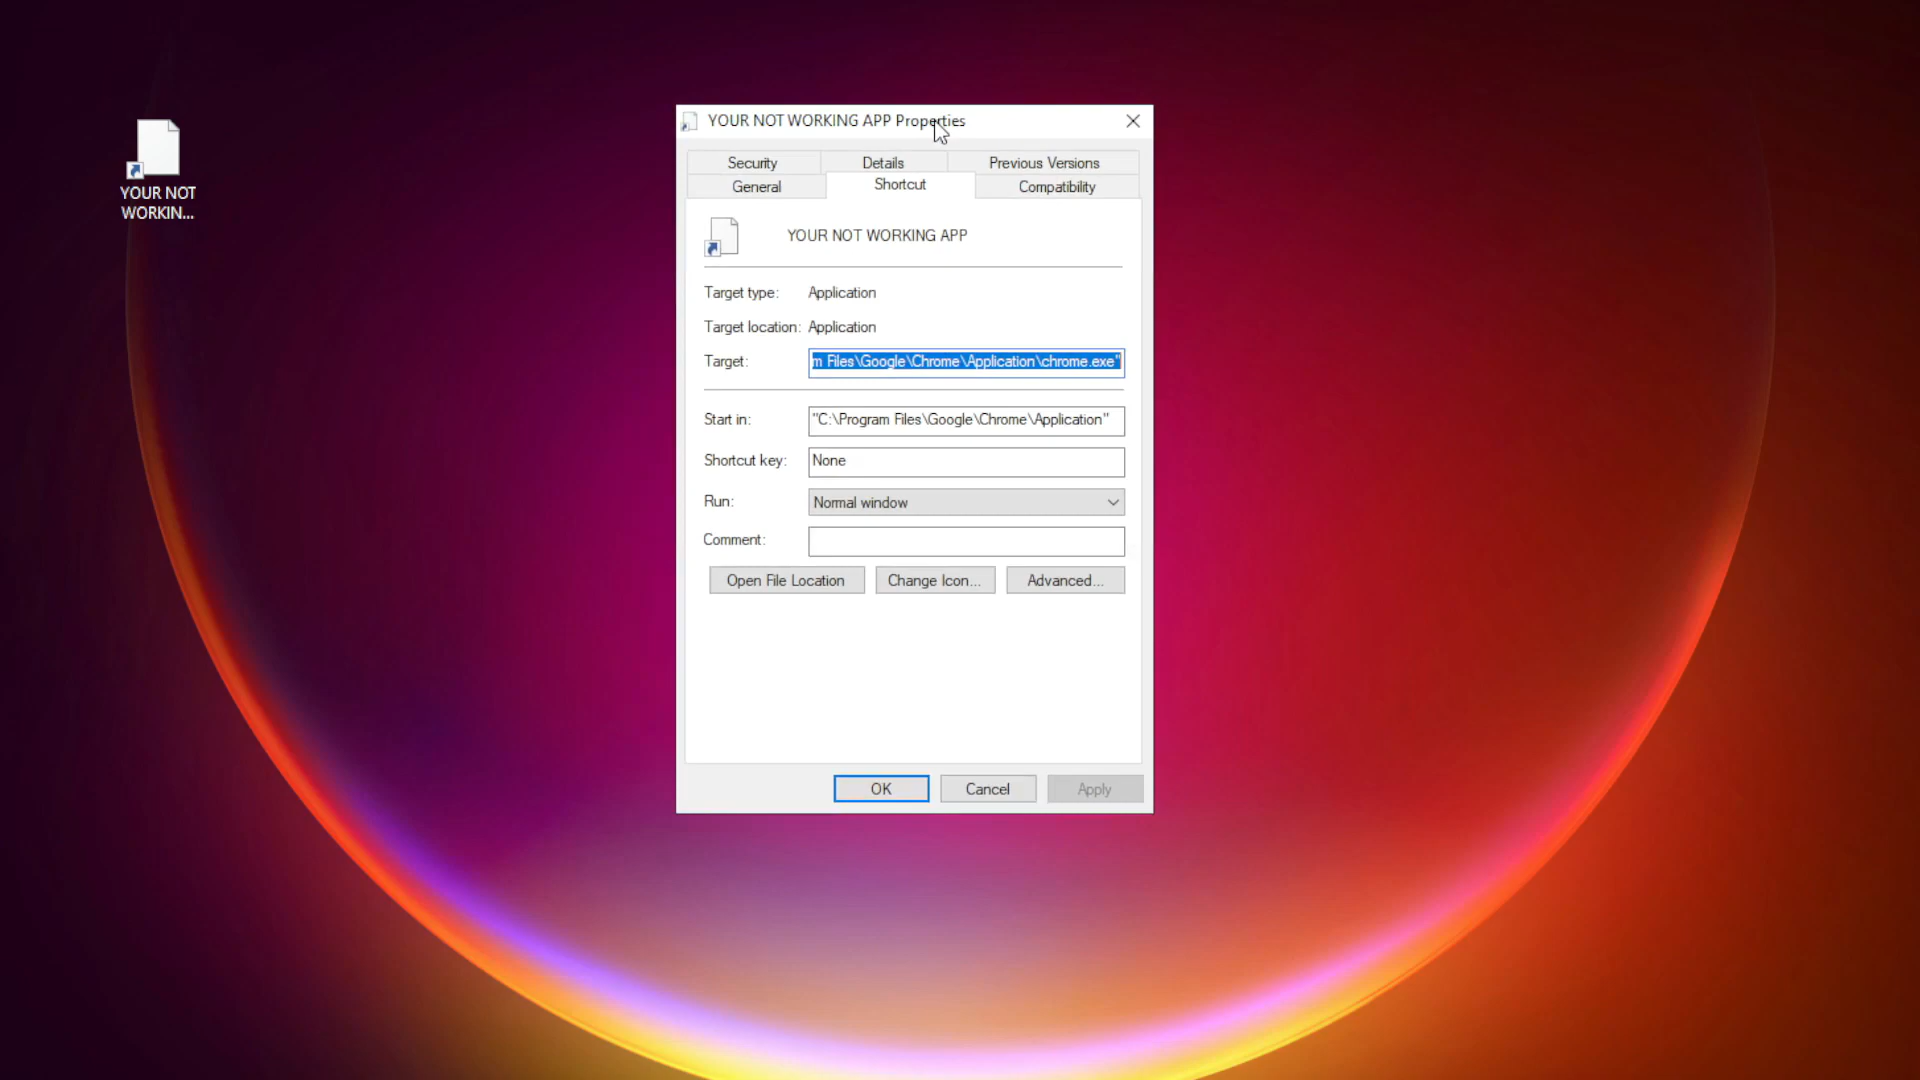 YOUR NOT
WORKIN...
YOUR NOT WORKING APP Properties
Security Details Previous Versions
General Shortcut Compatibility
YOUR NOT WORKING APP
Target type: Application
Target location: Application
Target: m Files\Google\Chrome\Application\chrome.exe"
Start in: "C:\Program Files\Google\Chrome\Application"
Shortcut key: None
Run: Normal window
Comment:
Open File Location Change Icon... Advanced...
OK Cancel Apply